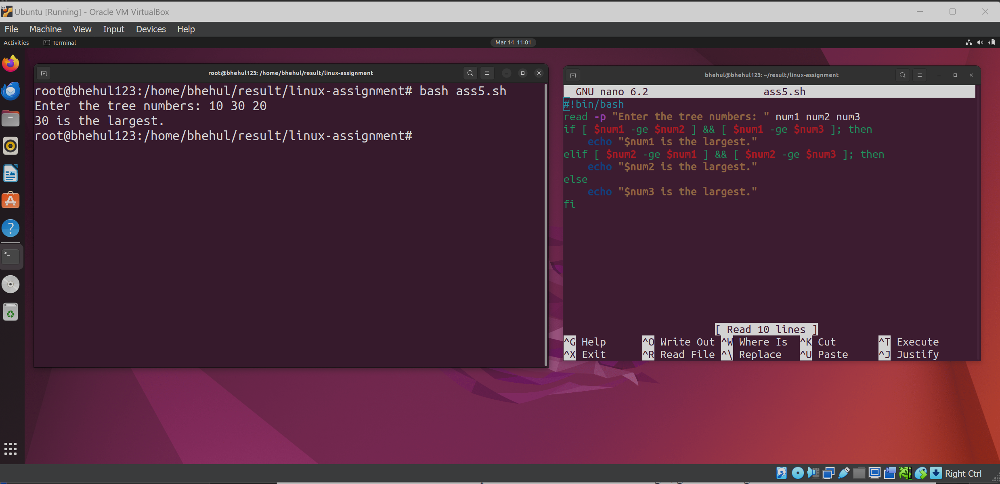 Ubuntu [Running] - Oracle VM VirtualBox
File Machine View Input Devices Help
Activities Terminal Mar 14 11:01
root@bhehul123: /home/bhehul/result/linux-assignment
root@bhehul123:/home/bhehul/result/linux-assignment# bash ass5.sh
Enter the tree numbers: 10 30 20
30 is the largest.
root@bhehul123:/home/bhehul/result/linux-assignment#
bhehul@bhehul123: ~/result/linux-assignment
GNU nano 6.2 ass5.sh
#!bin/bash
read -p "Enter the tree numbers: " num1 num2 num3
if [ $num1 -ge $num2 ] && [ $num1 -ge $num3 ]; then
    echo "$num1 is the largest."
elif [ $num2 -ge $num1 ] && [ $num2 -ge $num3 ]; then
    echo "$num2 is the largest."
else
    echo "$num3 is the largest."
fi
[ Read 10 lines ]
^G Help ^O Write Out ^W Where Is ^K Cut ^T Execute
^X Exit ^R Read File ^\ Replace ^U Paste ^J Justify
Right Ctrl